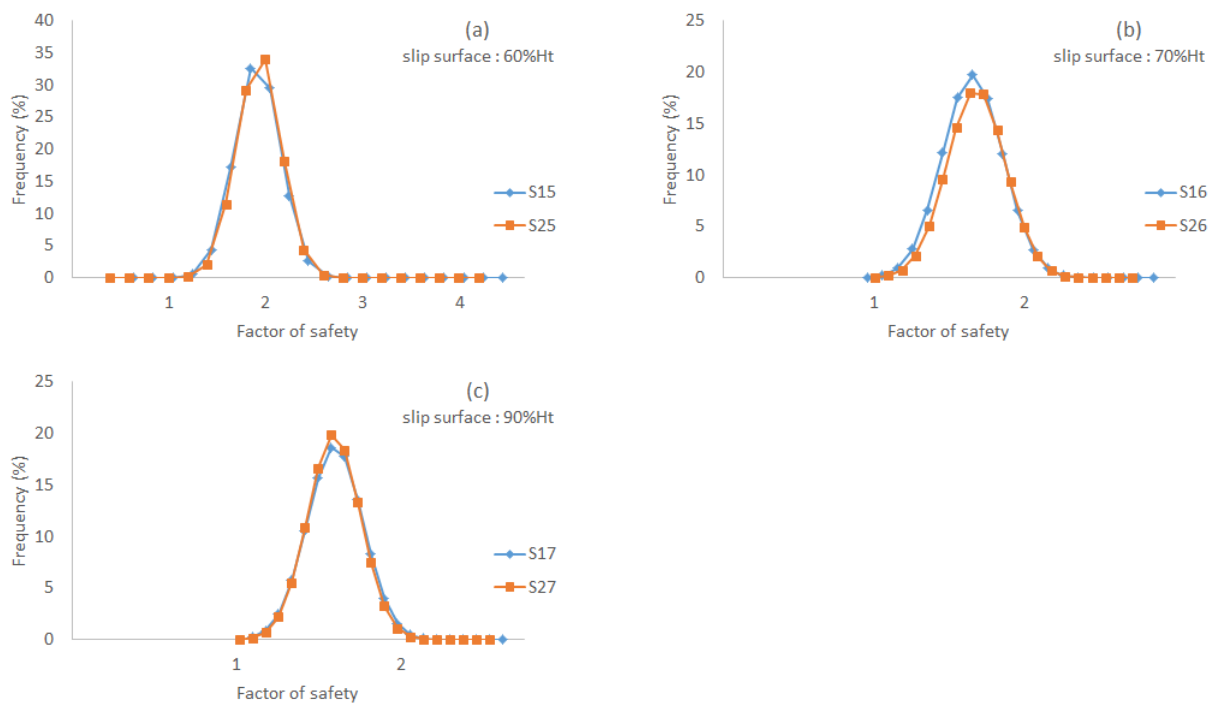 (a)
slip surface : 60%Ht
40
35
30
25
20
15
10
5
0
Frequency (%)
S15
S25
1 2 3 4
Factor of safety
(b)
slip surface : 70%Ht
25
20
15
10
5
0
Frequency (%)
S16
S26
1 2
Factor of safety
(c)
slip surface : 90%Ht
25
20
15
10
5
0
Frequency (%)
S17
S27
1 2
Factor of safety